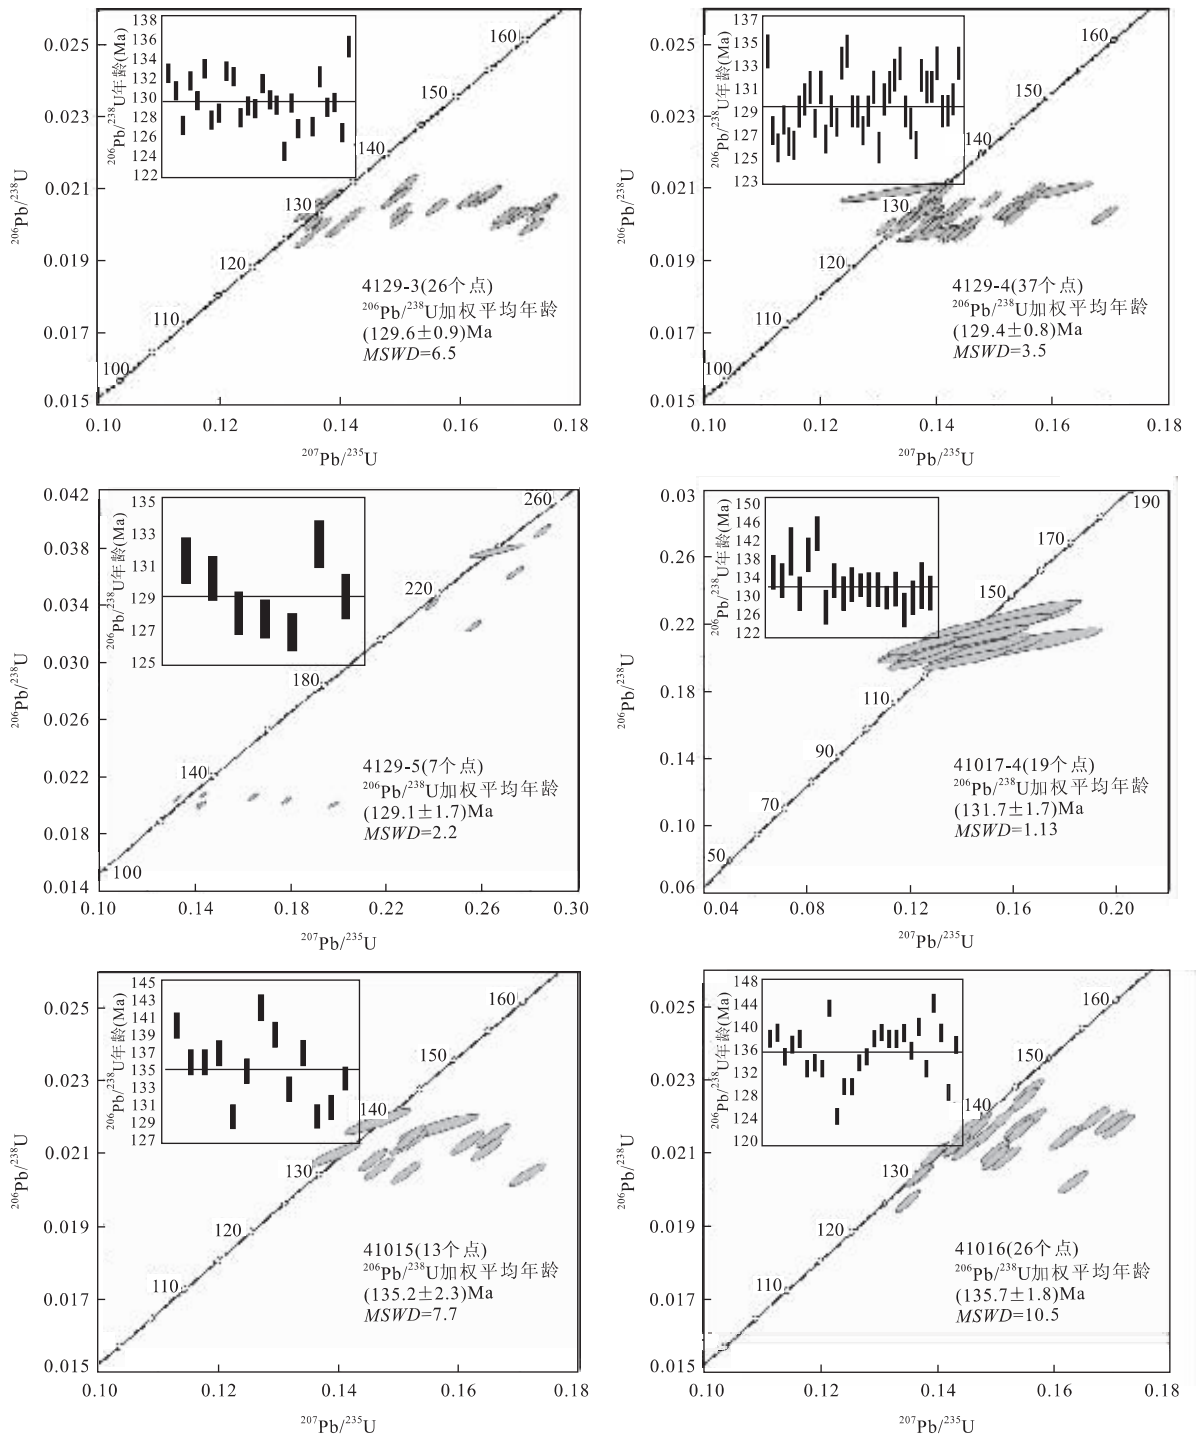 138
136
134
132
130
128
126
124
122
²⁰⁶Pb/²³⁸U年龄(Ma)
0.025
0.023
0.021
0.019
0.017
0.015
²⁰⁶Pb/²³⁸U
160
150
140
130
120
110
100
4129-3(26个点)
²⁰⁶Pb/²³⁸U加权平均年龄
(129.6±0.9)Ma
MSWD=6.5
0.10 0.12 0.14 0.16 0.18
²⁰⁷Pb/²³⁵U
137
135
133
131
129
127
125
123
²⁰⁶Pb/²³⁸U年龄(Ma)
0.025
0.023
0.021
0.019
0.017
0.015
²⁰⁶Pb/²³⁸U
160
150
140
130
120
110
100
4129-4(37个点)
²⁰⁶Pb/²³⁸U加权平均年龄
(129.4±0.8)Ma
MSWD=3.5
0.10 0.12 0.14 0.16 0.18
²⁰⁷Pb/²³⁵U
135
133
131
129
127
125
²⁰⁶Pb/²³⁸U年龄(Ma)
0.042
0.038
0.034
0.030
0.026
0.022
0.018
0.014
²⁰⁶Pb/²³⁸U
260
220
180
140
100
4129-5(7个点)
²⁰⁶Pb/²³⁸U加权平均年龄
(129.1±1.7)Ma
MSWD=2.2
0.10 0.14 0.18 0.22 0.26 0.30
²⁰⁷Pb/²³⁵U
150
146
142
138
134
130
126
122
²⁰⁶Pb/²³⁸U年龄(Ma)
0.03
0.26
0.22
0.18
0.14
0.10
0.06
²⁰⁶Pb/²³⁸U
190
170
150
110
90
70
50
41017-4(19个点)
²⁰⁶Pb/²³⁸U加权平均年龄
(131.7±1.7)Ma
MSWD=1.13
0.04 0.08 0.12 0.16 0.20
²⁰⁷Pb/²³⁵U
145
143
141
139
137
135
133
131
129
127
²⁰⁶Pb/²³⁸U年龄(Ma)
0.025
0.023
0.021
0.019
0.017
0.015
²⁰⁶Pb/²³⁸U
160
150
140
130
120
110
41015(13个点)
²⁰⁶Pb/²³⁸U加权平均年龄
(135.2±2.3)Ma
MSWD=7.7
0.10 0.12 0.14 0.16 0.18
²⁰⁷Pb/²³⁵U
148
144
140
136
132
128
124
120
²⁰⁶Pb/²³⁸U年龄(Ma)
0.025
0.023
0.021
0.019
0.017
0.015
²⁰⁶Pb/²³⁸U
160
150
140
130
120
110
41016(26个点)
²⁰⁶Pb/²³⁸U加权平均年龄
(135.7±1.8)Ma
MSWD=10.5
0.10 0.12 0.14 0.16 0.18
²⁰⁷Pb/²³⁵U